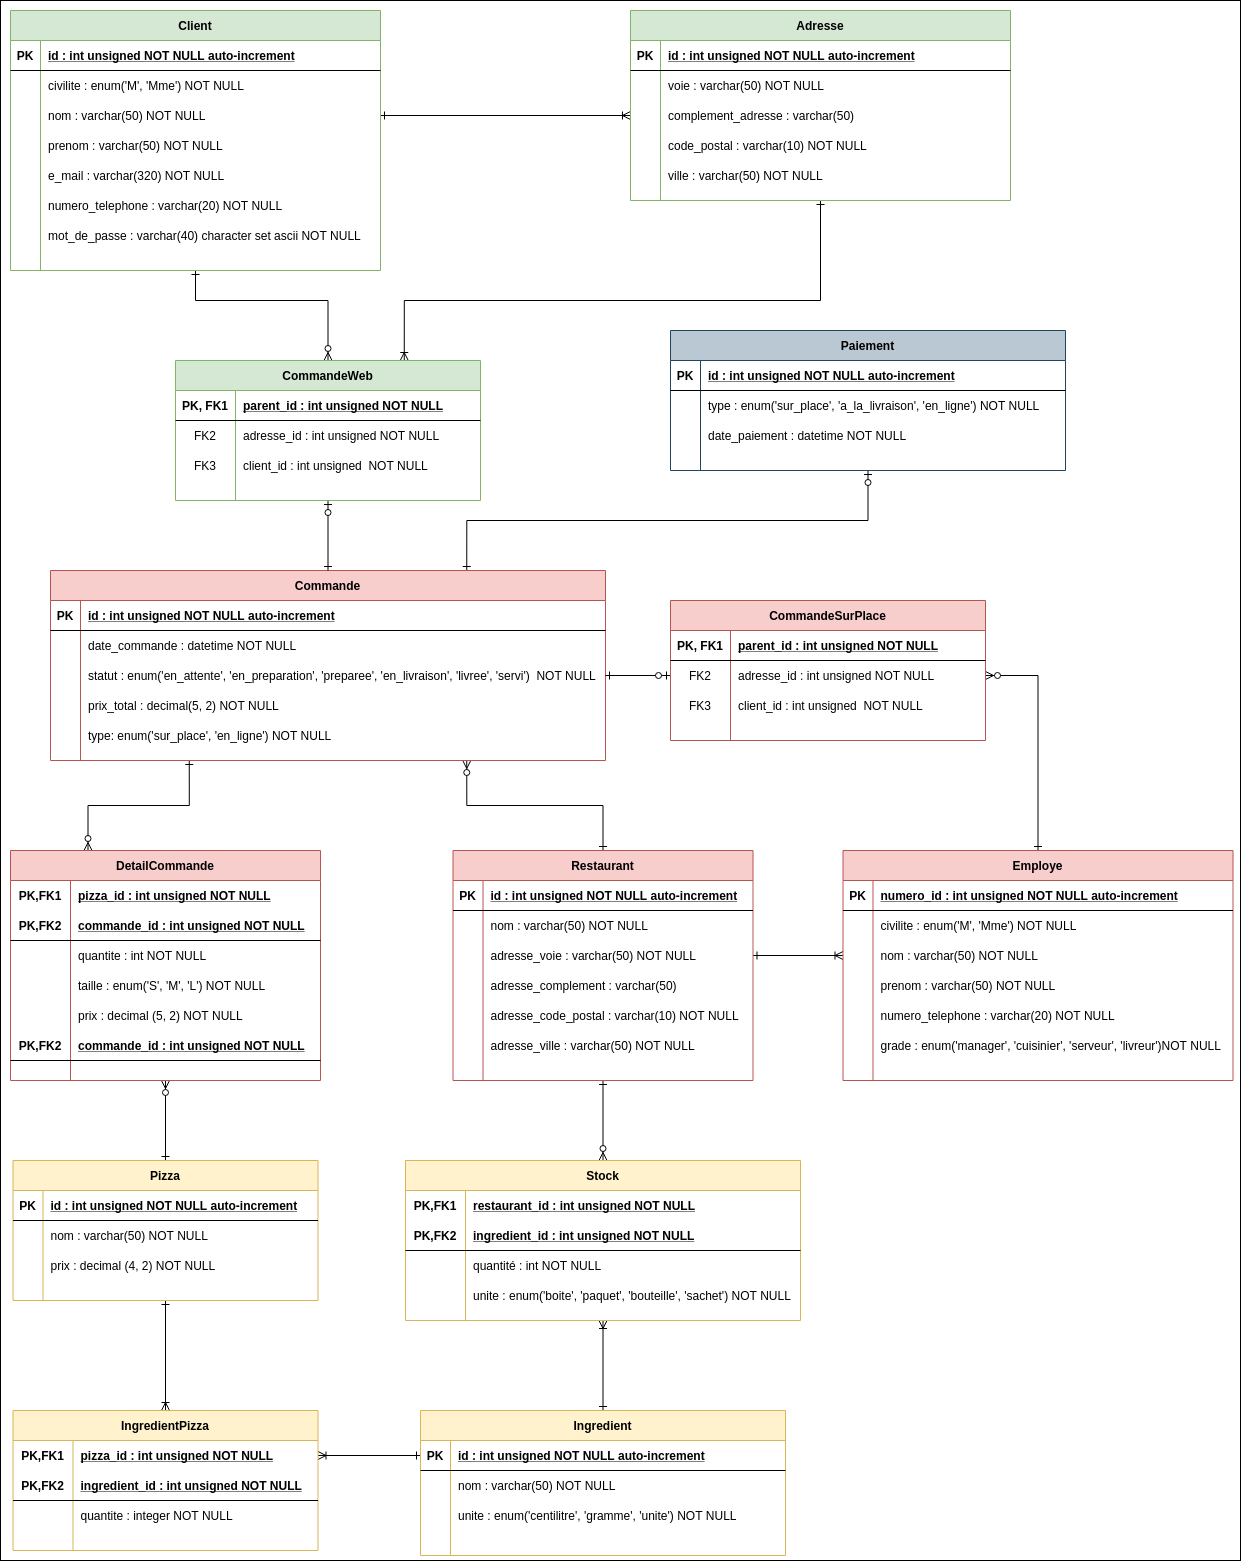 Client
PK id : int unsigned NOT NULL auto-increment
civilite : enum('M', 'Mme') NOT NULL
nom : varchar(50) NOT NULL
prenom : varchar(50) NOT NULL
e_mail : varchar(320) NOT NULL
numero_telephone : varchar(20) NOT NULL
mot_de_passe : varchar(40) character set ascii NOT NULL
Adresse
PK id : int unsigned NOT NULL auto-increment
voie : varchar(50) NOT NULL
complement_adresse : varchar(50)
code_postal : varchar(10) NOT NULL
ville : varchar(50) NOT NULL
CommandeWeb
PK, FK1 parent_id : int unsigned NOT NULL
FK2 adresse_id : int unsigned NOT NULL
FK3 client_id : int unsigned  NOT NULL
Paiement
PK id : int unsigned NOT NULL auto-increment
type : enum('sur_place', 'a_la_livraison', 'en_ligne') NOT NULL
date_paiement : datetime NOT NULL
Commande
PK id : int unsigned NOT NULL auto-increment
date_commande : datetime NOT NULL
statut : enum('en_attente', 'en_preparation', 'preparee', 'en_livraison', 'livree', 'servi')  NOT NULL
prix_total : decimal(5, 2) NOT NULL
type: enum('sur_place', 'en_ligne') NOT NULL
CommandeSurPlace
PK, FK1 parent_id : int unsigned NOT NULL
FK2 adresse_id : int unsigned NOT NULL
FK3 client_id : int unsigned  NOT NULL
DetailCommande
PK,FK1 pizza_id : int unsigned NOT NULL
PK,FK2 commande_id : int unsigned NOT NULL
quantite : int NOT NULL
taille : enum('S', 'M', 'L') NOT NULL
prix : decimal (5, 2) NOT NULL
PK,FK2 commande_id : int unsigned NOT NULL
Restaurant
PK id : int unsigned NOT NULL auto-increment
nom : varchar(50) NOT NULL
adresse_voie : varchar(50) NOT NULL
adresse_complement : varchar(50)
adresse_code_postal : varchar(10) NOT NULL
adresse_ville : varchar(50) NOT NULL
Employe
PK numero_id : int unsigned NOT NULL auto-increment
civilite : enum('M', 'Mme') NOT NULL
nom : varchar(50) NOT NULL
prenom : varchar(50) NOT NULL
numero_telephone : varchar(20) NOT NULL
grade : enum('manager', 'cuisinier', 'serveur', 'livreur')NOT NULL
Pizza
PK id : int unsigned NOT NULL auto-increment
nom : varchar(50) NOT NULL
prix : decimal (4, 2) NOT NULL
Stock
PK,FK1 restaurant_id : int unsigned NOT NULL
PK,FK2 ingredient_id : int unsigned NOT NULL
quantité : int NOT NULL
unite : enum('boite', 'paquet', 'bouteille', 'sachet') NOT NULL
IngredientPizza
PK,FK1 pizza_id : int unsigned NOT NULL
PK,FK2 ingredient_id : int unsigned NOT NULL
quantite : integer NOT NULL
Ingredient
PK id : int unsigned NOT NULL auto-increment
nom : varchar(50) NOT NULL
unite : enum('centilitre', 'gramme', 'unite') NOT NULL